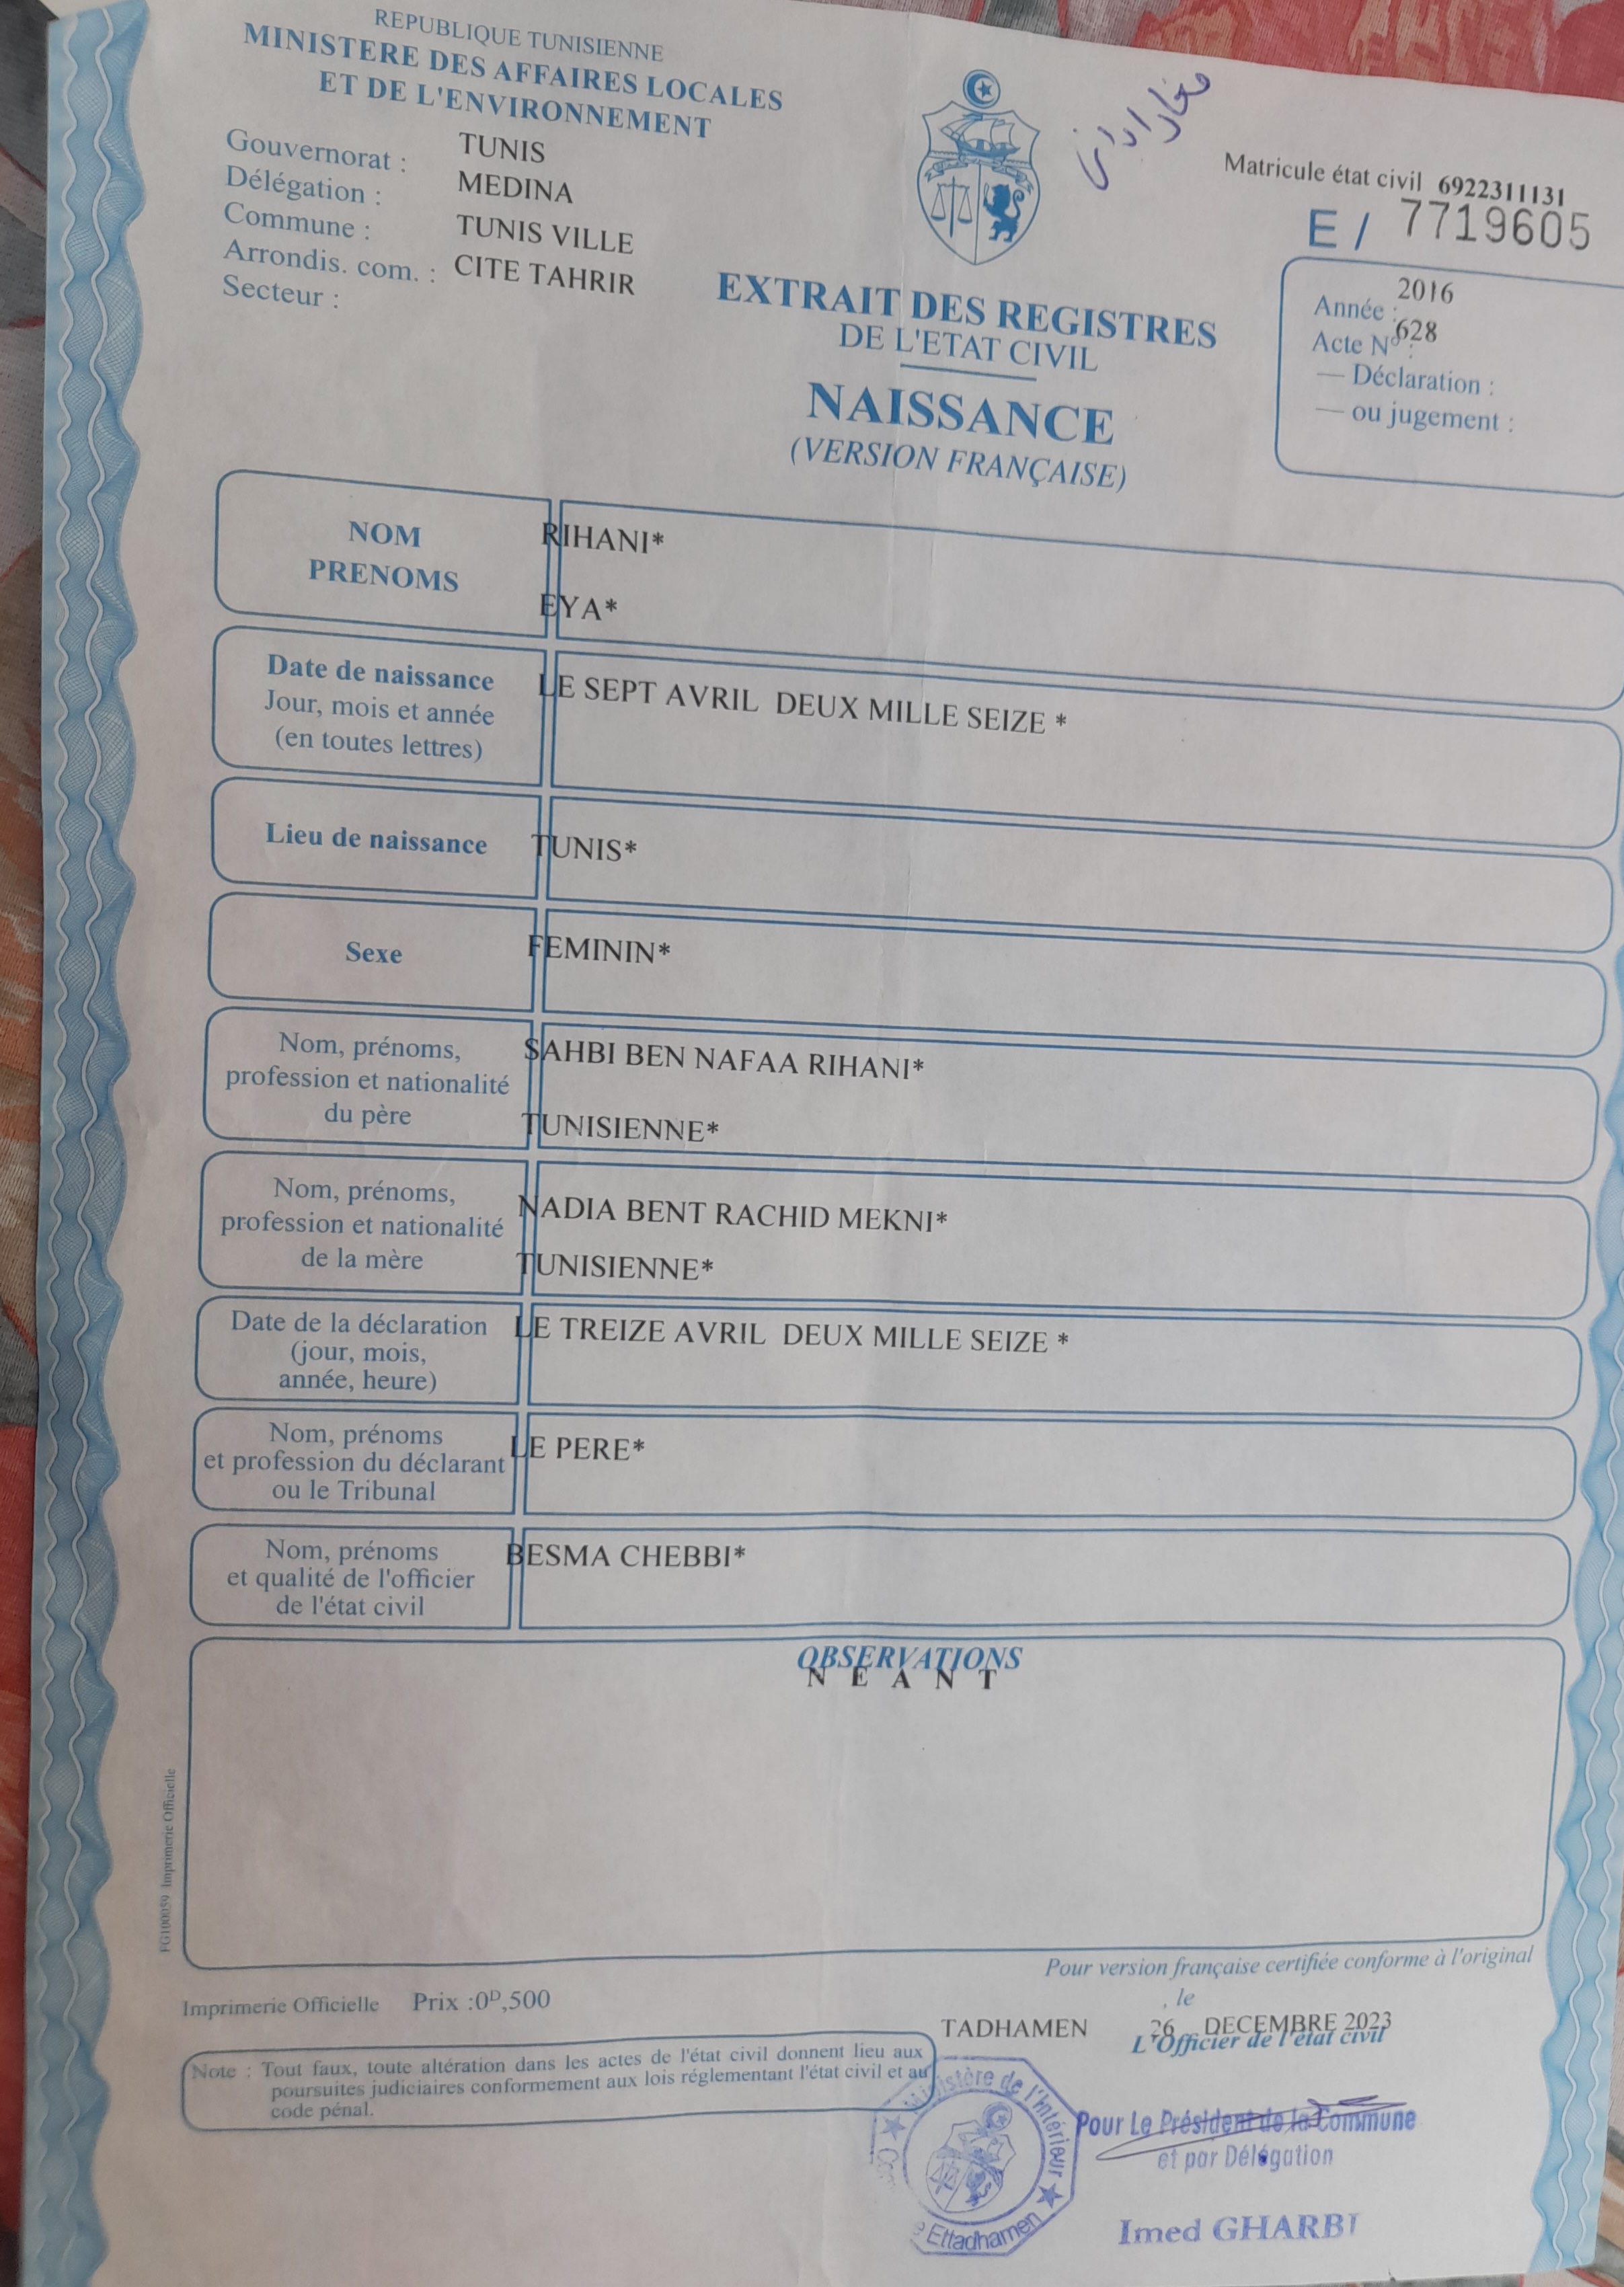 REPUBLIQUE TUNISIENNE
MINISTERE DES AFFAIRES LOCALES
ET DE L'ENVIRONNEMENT
Gouvernorat : TUNIS
Délégation : MEDINA
Commune : TUNIS VILLE
Arrondis. com. : CITE TAHRIR
Secteur :
Matricule état civil 6922311131
E / 7719605
Année : 2016
Acte N° : 628
— Déclaration :
— ou jugement :
EXTRAIT DES REGISTRES
DE L'ETAT CIVIL
NAISSANCE
(VERSION FRANÇAISE)
NOM RIHANI*
PRENOMS EYA*
Date de naissance
Jour, mois et année
(en toutes lettres)
LE SEPT AVRIL DEUX MILLE SEIZE *
Lieu de naissance TUNIS*
Sexe FEMININ*
Nom, prénoms,
profession et nationalité
du père
SAHBI BEN NAFAA RIHANI*
TUNISIENNE*
Nom, prénoms,
profession et nationalité
de la mère
NADIA BENT RACHID MEKNI*
TUNISIENNE*
Date de la déclaration
(jour, mois,
année, heure)
LE TREIZE AVRIL DEUX MILLE SEIZE *
Nom, prénoms
et profession du déclarant
ou le Tribunal
LE PERE*
Nom, prénoms
et qualité de l'officier
de l'état civil
BESMA CHEBBI*
OBSERVATIONS
N E A N T
FG100059 Imprimerie Officielle
Pour version française certifiée conforme à l'original
Imprimerie Officielle Prix :0ᴰ,500
, le
TADHAMEN 26 DECEMBRE 2023
L'Officier de l'état civil
Note : Tout faux, toute altération dans les actes de l'état civil donnent lieu aux
poursuites judiciaires conformement aux lois réglementant l'état civil et au
code pénal.
Ministère de l'Intérieur
Ettadhamen
Pour Le Président de la Commune
et par Délégation
Imed GHARBI